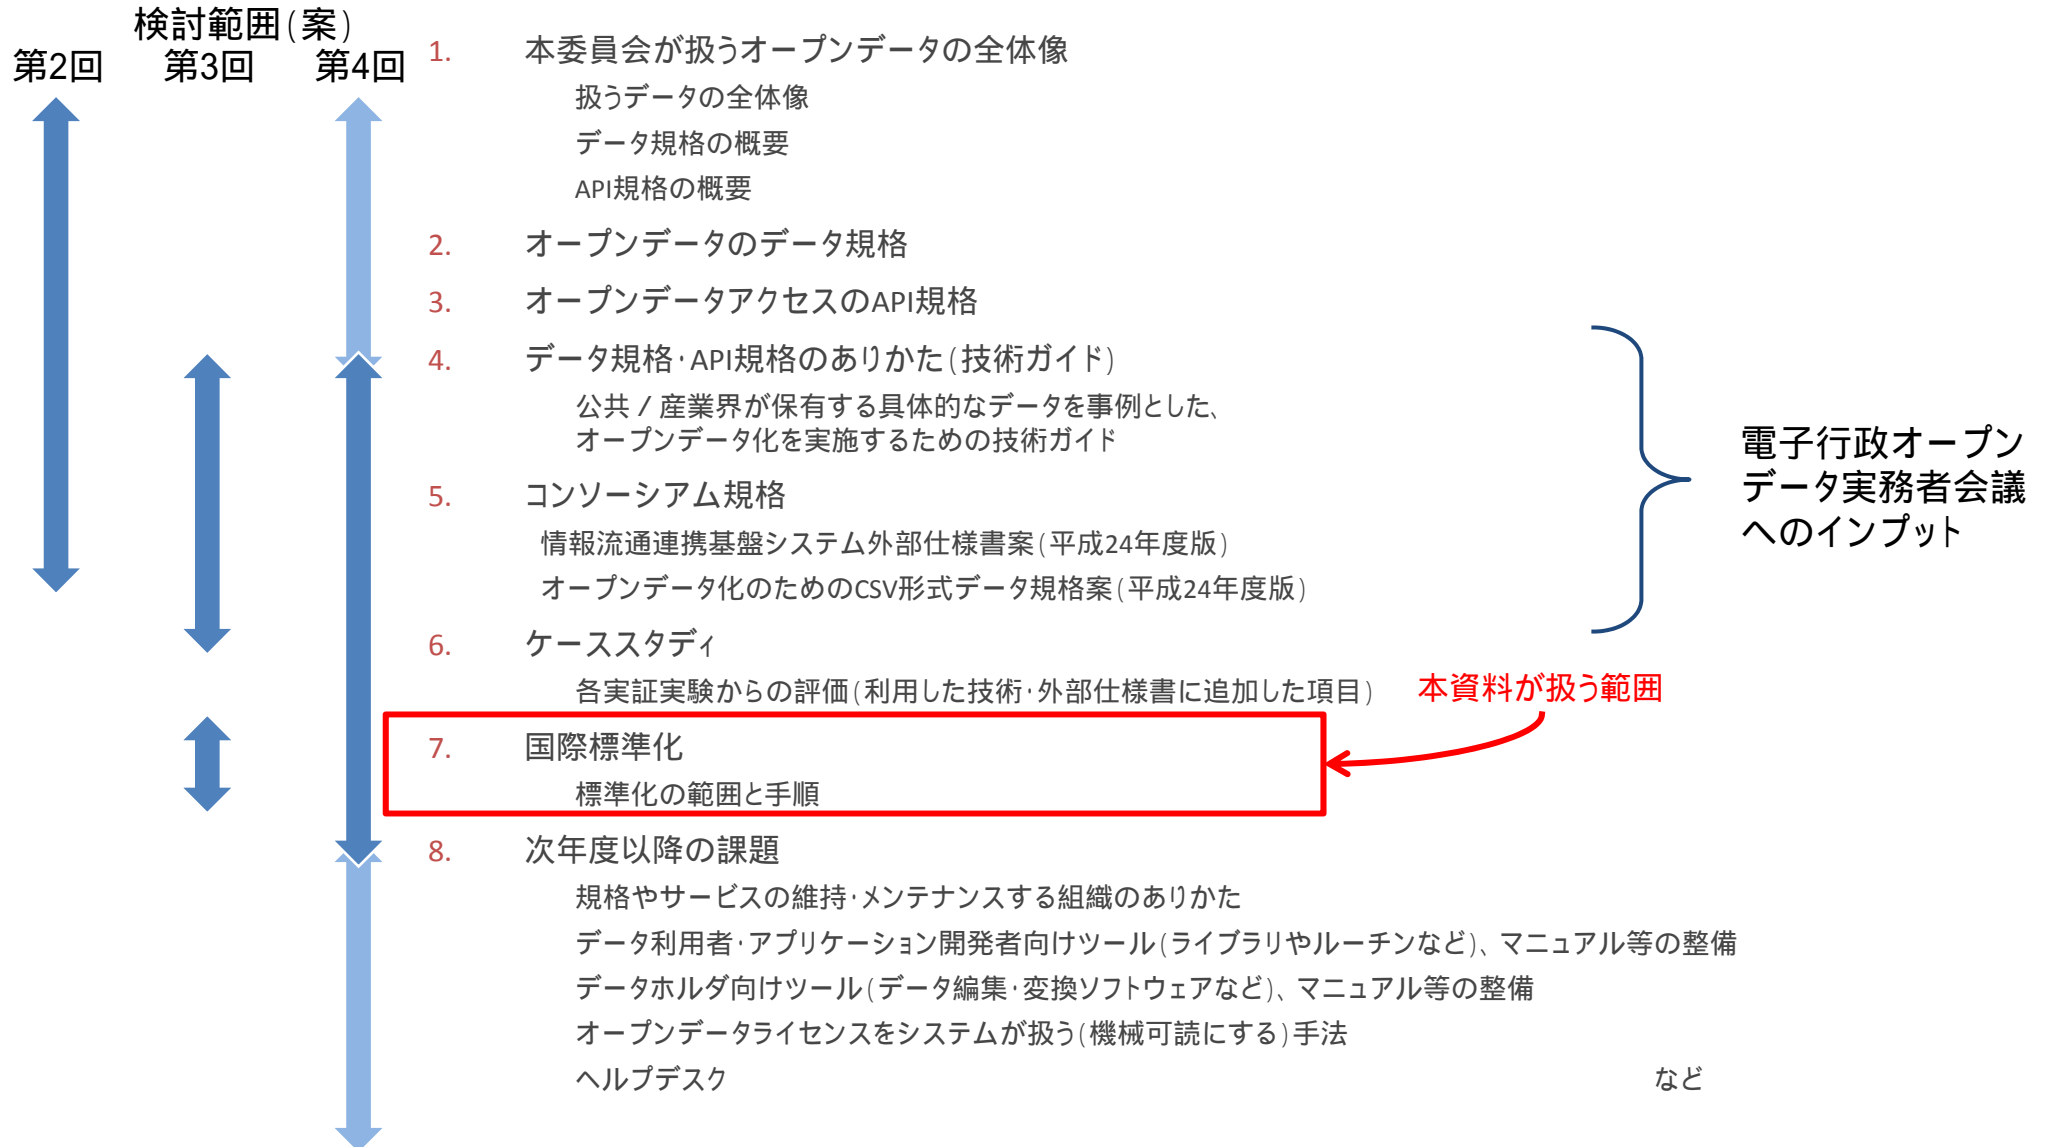 検討範囲(案)
第2回 第3回 第4回
1. 本委員会が扱うオープンデータの全体像
扱うデータの全体像
データ規格の概要
API規格の概要
2. オープンデータのデータ規格
3. オープンデータアクセスのAPI規格
4. データ規格・API規格のありかた(技術ガイド)
公共/産業界が保有する具体的なデータを事例とした、
オープンデータ化を実施するための技術ガイド
5. コンソーシアム規格
情報流通連携基盤システム外部仕様書案(平成24年度版)
オープンデータ化のためのCSV形式データ規格案(平成24年度版)
電子行政オープン
データ実務者会議
へのインプット
6. ケーススタディ
各実証実験からの評価(利用した技術・外部仕様書に追加した項目)
本資料が扱う範囲
7. 国際標準化
標準化の範囲と手順
8. 次年度以降の課題
規格やサービスの維持・メンテナンスする組織のありかた
データ利用者・アプリケーション開発者向けツール(ライブラリやルーチンなど)、マニュアル等の整備
データホルダ向けツール(データ編集・変換ソフトウェアなど)、マニュアル等の整備
オープンデータライセンスをシステムが扱う(機械可読にする)手法
ヘルプデスク など